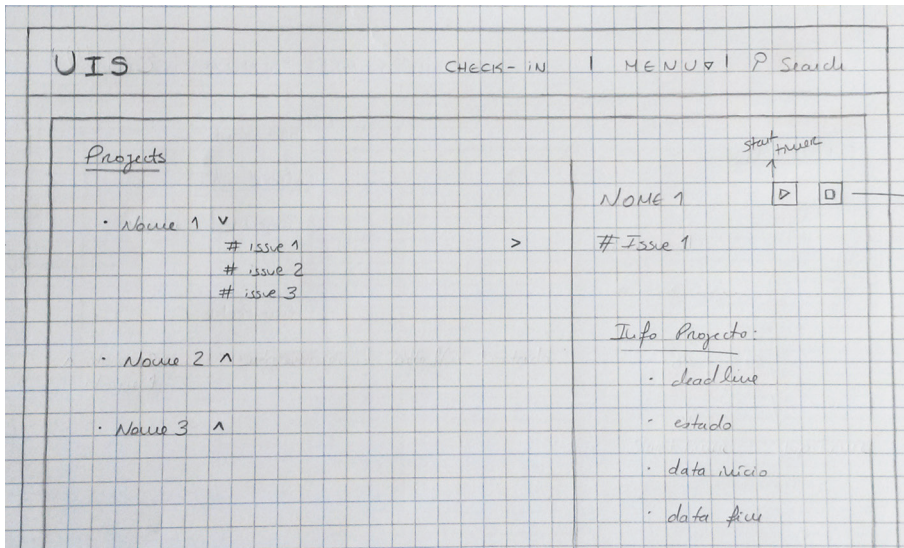 UIS
CHECK-IN | MENU | Search
Projects
start
timer
NOME 1
• Nome 1
# issue 1
# issue 2
# issue 3
# Issue 1
Info Projecto:
• deadline
• estado
• data início
• data fim
• Nome 2
• Nome 3